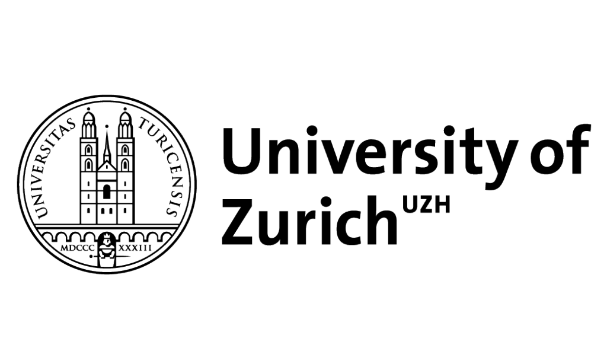 UNIVERSITAS TURICENSIS
MDCCC XXXIII
University of
Zurich UZH